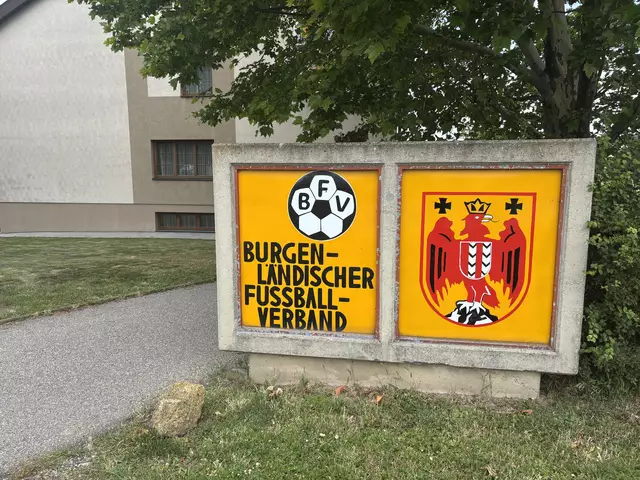 BFV
BURGEN-
LÄNDISCHER
FUSSBALL-
VERBAND